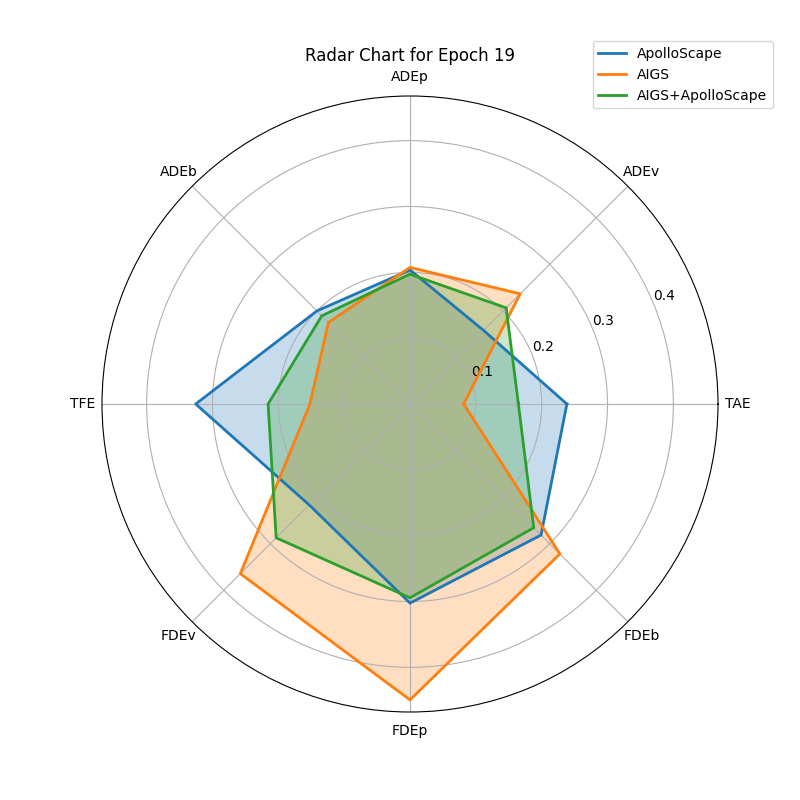 Radar Chart for Epoch 19
ApolloScape
AIGS
AIGS+ApolloScape
ADEp
ADEb
ADEv
0.4
0.3
0.2
0.1
TFE
TAE
FDEv
FDEb
FDEp